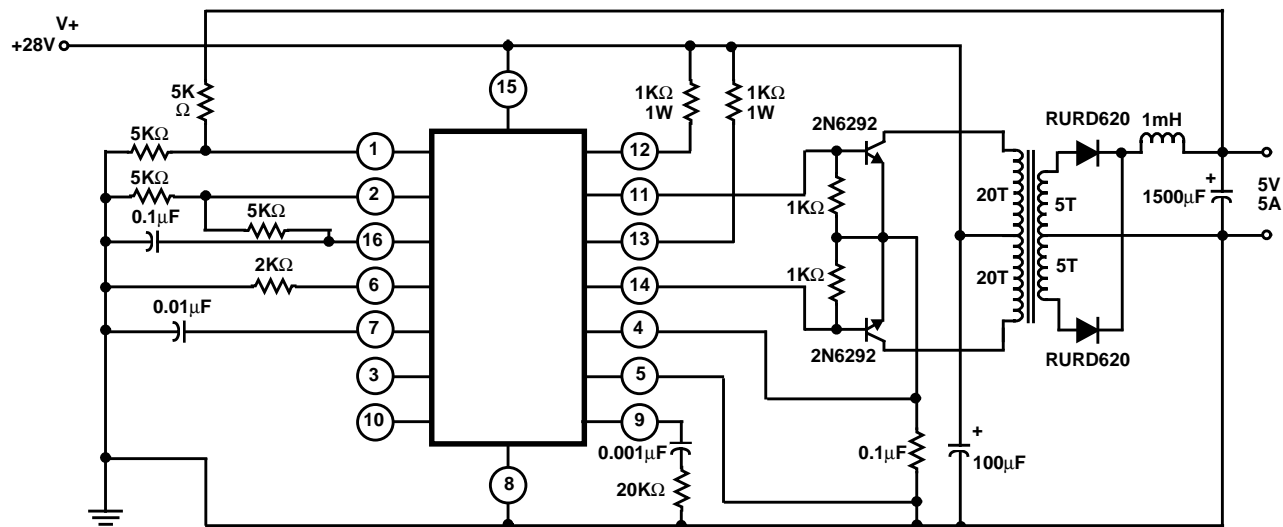 V+
+28V
5K
Ω
5KΩ
5KΩ
0.1µF
5KΩ
2KΩ
0.01µF
1
2
16
6
7
3
10
15
8
12
11
13
14
4
5
9
1KΩ
1W
1KΩ
1W
0.001µF
20KΩ
2N6292
1KΩ
1KΩ
2N6292
0.1µF
+
100µF
20T
20T
5T
5T
RURD620
RURD620
1mH
+
1500µF
5V
5A